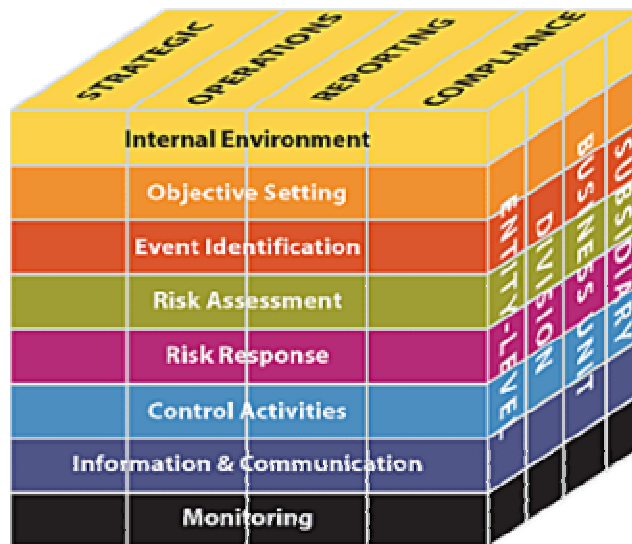 STRATEGIC
OPERATIONS
REPORTING
COMPLIANCE
Internal Environment
Objective Setting
Event Identification
Risk Assessment
Risk Response
Control Activities
Information & Communication
Monitoring
ENTITY-LEVEL
DIVISION
BUSINESS UNIT
SUBSIDIARY